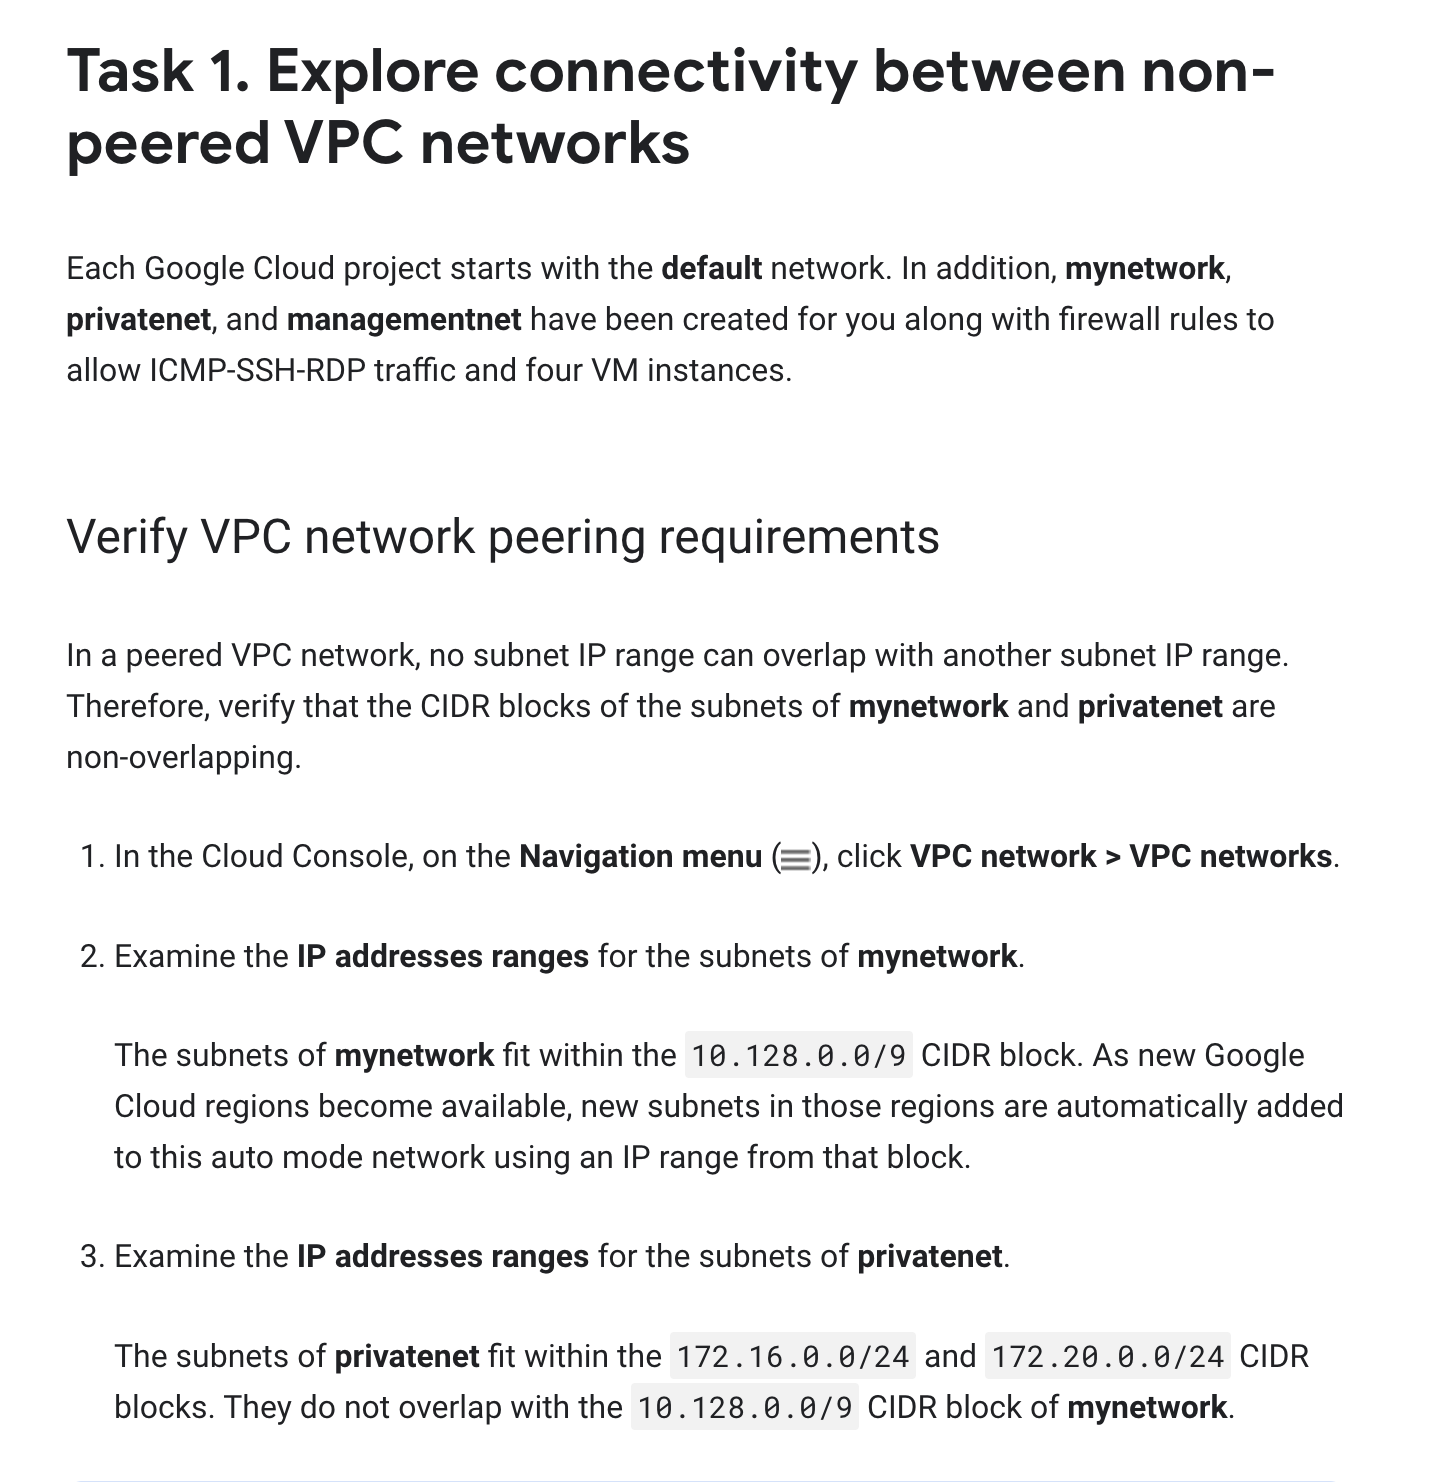 Task 1. Explore connectivity between non-
peered VPC networks
Each Google Cloud project starts with the default network. In addition, mynetwork,
privatenet, and managementnet have been created for you along with firewall rules to
allow ICMP-SSH-RDP traffic and four VM instances.
Verify VPC network peering requirements
In a peered VPC network, no subnet IP range can overlap with another subnet IP range.
Therefore, verify that the CIDR blocks of the subnets of mynetwork and privatenet are
non-overlapping.
1. In the Cloud Console, on the Navigation menu (☰), click VPC network > VPC networks.
2. Examine the IP addresses ranges for the subnets of mynetwork.
The subnets of mynetwork fit within the 10.128.0.0/9 CIDR block. As new Google
Cloud regions become available, new subnets in those regions are automatically added
to this auto mode network using an IP range from that block.
3. Examine the IP addresses ranges for the subnets of privatenet.
The subnets of privatenet fit within the 172.16.0.0/24 and 172.20.0.0/24 CIDR
blocks. They do not overlap with the 10.128.0.0/9 CIDR block of mynetwork.